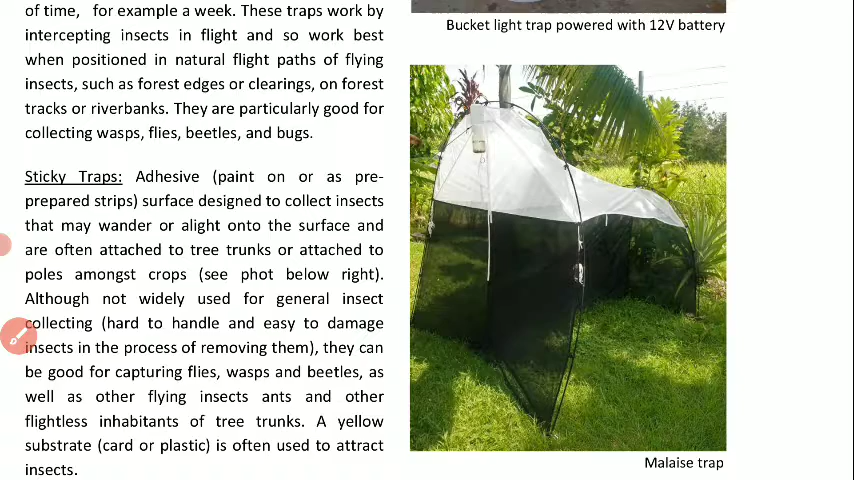 of time, for example a week. These traps work by
intercepting insects in flight and so work best
when positioned in natural flight paths of flying
insects, such as forest edges or clearings, on forest
tracks or riverbanks. They are particularly good for
collecting wasps, flies, beetles, and bugs.
Sticky Traps: Adhesive (paint on or as pre-
prepared strips) surface designed to collect insects
that may wander or alight onto the surface and
are often attached to tree trunks or attached to
poles amongst crops (see phot below right).
Although not widely used for general insect
collecting (hard to handle and easy to damage
insects in the process of removing them), they can
be good for capturing flies, wasps and beetles, as
well as other flying insects ants and other
flightless inhabitants of tree trunks. A yellow
substrate (card or plastic) is often used to attract
insects.
Bucket light trap powered with 12V battery
Malaise trap